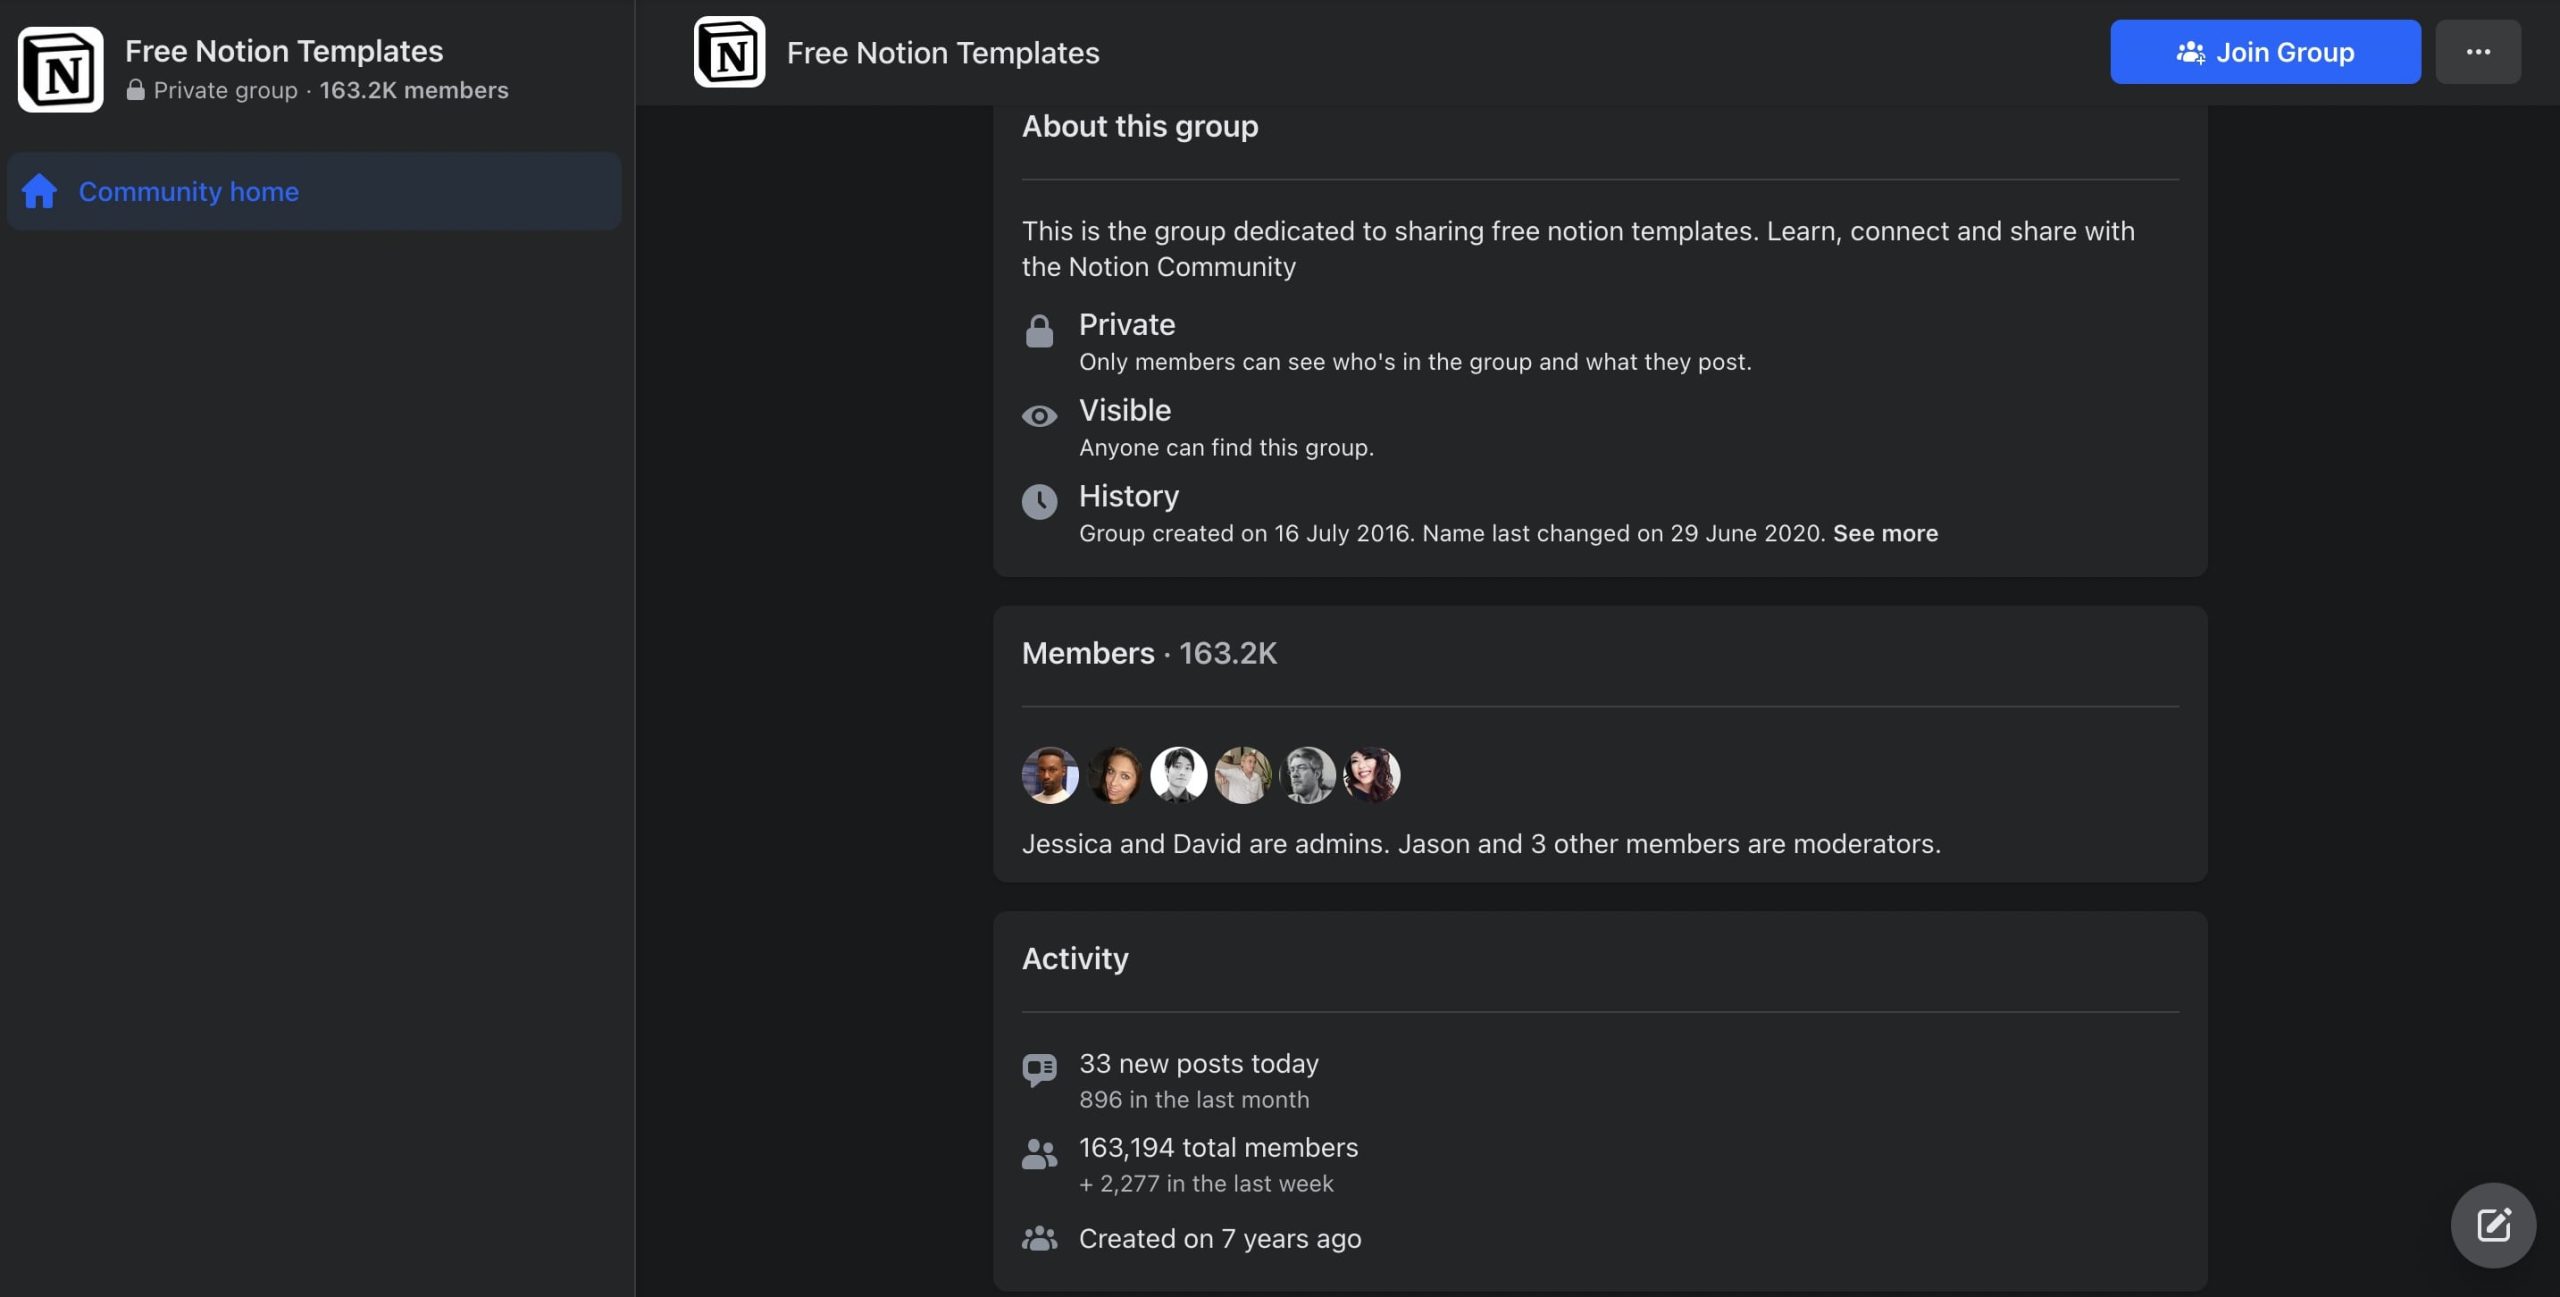 Free Notion Templates
Private group · 163.2K members
Community home
N
N
Free Notion Templates
Join Group
About this group
This is the group dedicated to sharing free notion templates. Learn, connect and share with
the Notion Community
Private
Only members can see who's in the group and what they post.
Visible
Anyone can find this group.
History
Group created on 16 July 2016. Name last changed on 29 June 2020. See more
Members · 163.2K
Jessica and David are admins. Jason and 3 other members are moderators.
Activity
33 new posts today
896 in the last month
163,194 total members
+ 2,277 in the last week
Created on 7 years ago